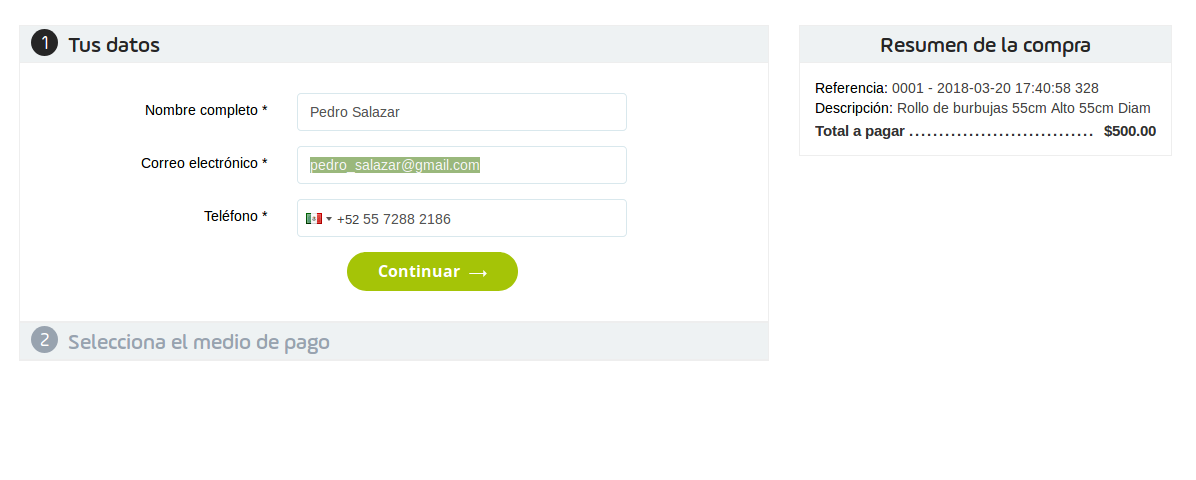 1 Tus datos
Nombre completo *
Pedro Salazar
Correo electrónico *
pedro_salazar@gmail.com
Teléfono *
+52 55 7288 2186
Continuar →
2 Selecciona el medio de pago
Resumen de la compra
Referencia: 0001 - 2018-03-20 17:40:58 328
Descripción: Rollo de burbujas 55cm Alto 55cm Diam
Total a pagar ............................... $500.00